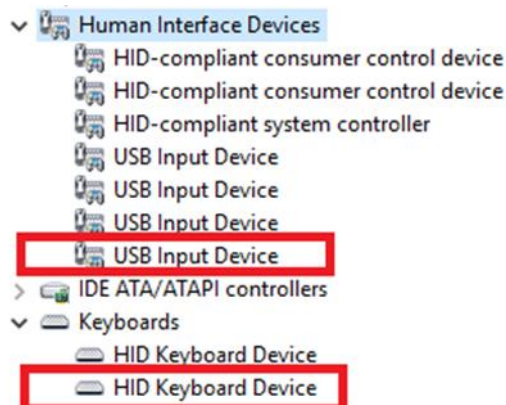 Human Interface Devices
HID-compliant consumer control device
HID-compliant consumer control device
HID-compliant system controller
USB Input Device
USB Input Device
USB Input Device
USB Input Device
IDE ATA/ATAPI controllers
Keyboards
HID Keyboard Device
HID Keyboard Device